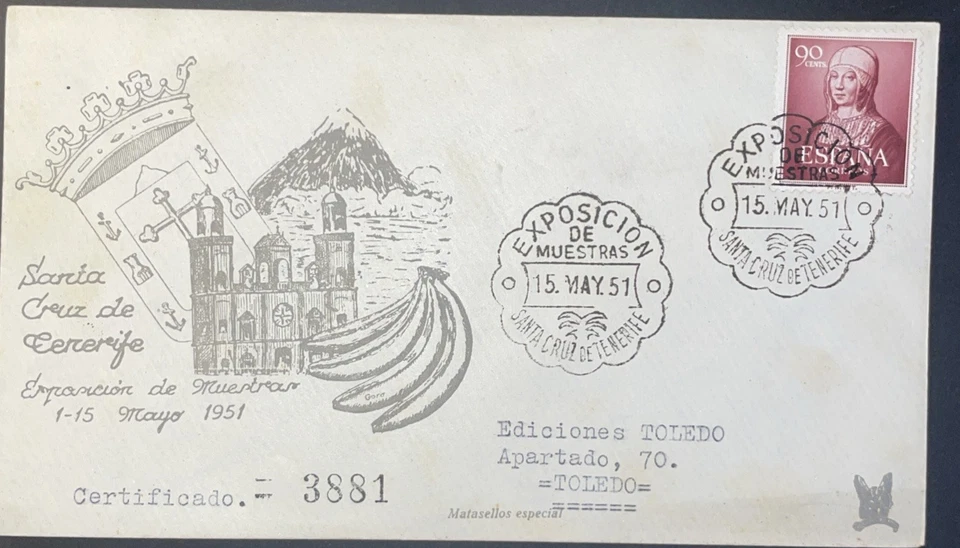 90
CENTS.
ESPAÑA
EXPOSICION
DE
MUESTRAS
15. MAY. 51
SANTA CRUZ DE TENERIFE
EXPOSICION
DE
MUESTRAS
15. MAY. 51
SANTA CRUZ DE TENERIFE
Santa
Cruz de
Tenerife
Exposición de Muestras
1-15 Mayo 1951
Ediciones TOLEDO
Apartado, 70.
=TOLEDO=
======
Certificado.= 3881
Matasellos especial